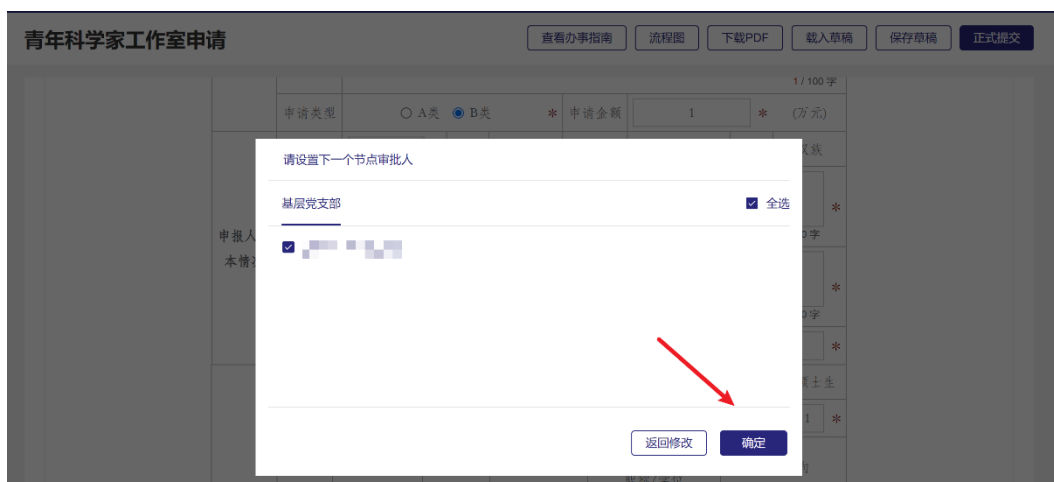 青年科学家工作室申请
查看办事指南 流程图 下载PDF 载入草稿 保存草稿 正式提交
1 / 100 字
申请类型 A类 B类 * 申请金额 1 * (万元)
请设置下一个节点审批人
基层党支部 全选
*
申报人
本情
*
*
返回修改 确定
1 *